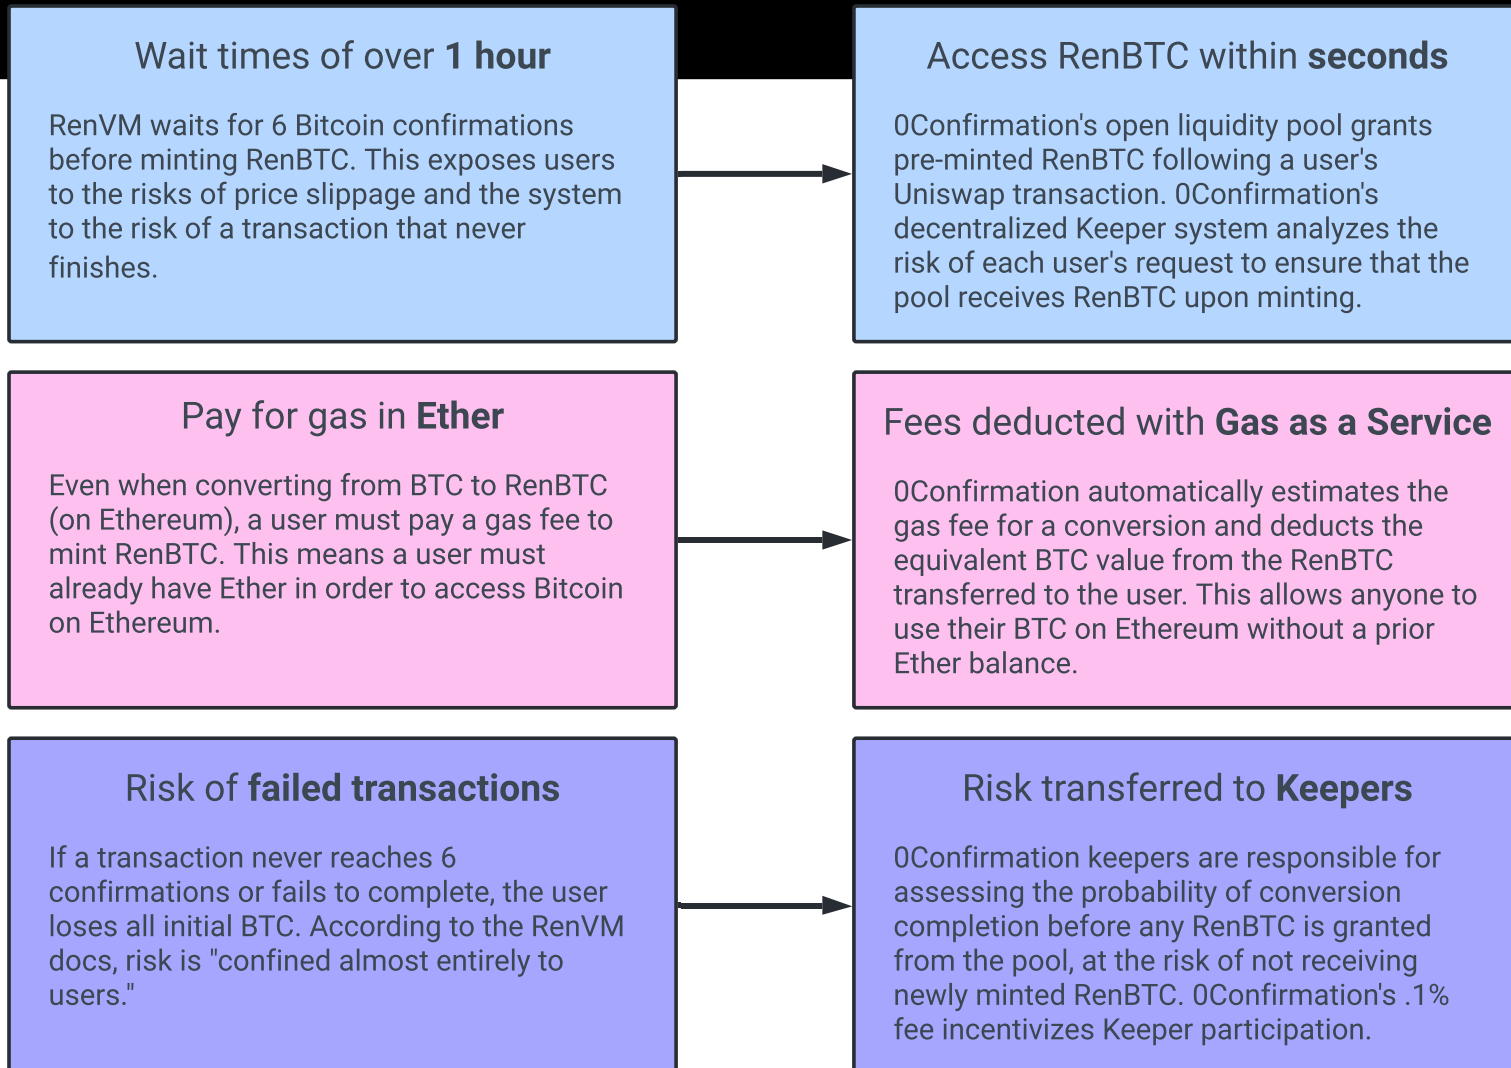 Wait times of over 1 hour
RenVM waits for 6 Bitcoin confirmations
before minting RenBTC. This exposes users
to the risks of price slippage and the system
to the risk of a transaction that never
finishes.
Access RenBTC within seconds
0Confirmation's open liquidity pool grants
pre-minted RenBTC following a user's
Uniswap transaction. 0Confirmation's
decentralized Keeper system analyzes the
risk of each user's request to ensure that the
pool receives RenBTC upon minting.
Pay for gas in Ether
Even when converting from BTC to RenBTC
(on Ethereum), a user must pay a gas fee to
mint RenBTC. This means a user must
already have Ether in order to access Bitcoin
on Ethereum.
Fees deducted with Gas as a Service
0Confirmation automatically estimates the
gas fee for a conversion and deducts the
equivalent BTC value from the RenBTC
transferred to the user. This allows anyone to
use their BTC on Ethereum without a prior
Ether balance.
Risk of failed transactions
If a transaction never reaches 6
confirmations or fails to complete, the user
loses all initial BTC. According to the RenVM
docs, risk is "confined almost entirely to
users."
Risk transferred to Keepers
0Confirmation keepers are responsible for
assessing the probability of conversion
completion before any RenBTC is granted
from the pool, at the risk of not receiving
newly minted RenBTC. 0Confirmation's .1%
fee incentivizes Keeper participation.